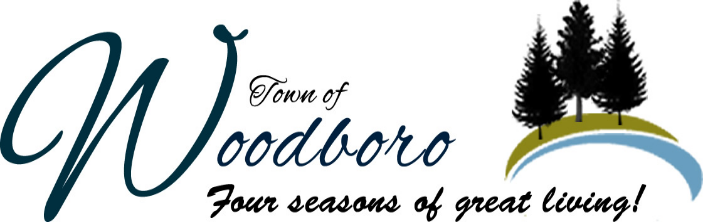 Town of
Woodboro
Four seasons of great living!